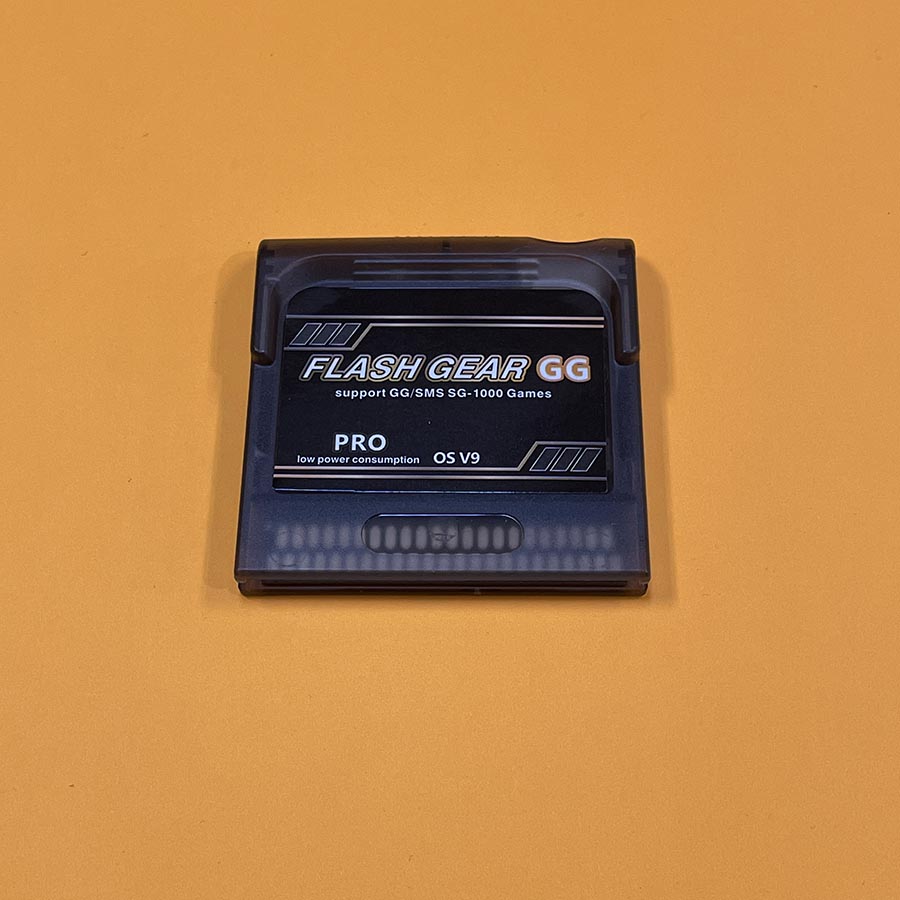 FLASH GEAR GG
support GG/SMS SG-1000 Games
PRO
low power consumption OS V9